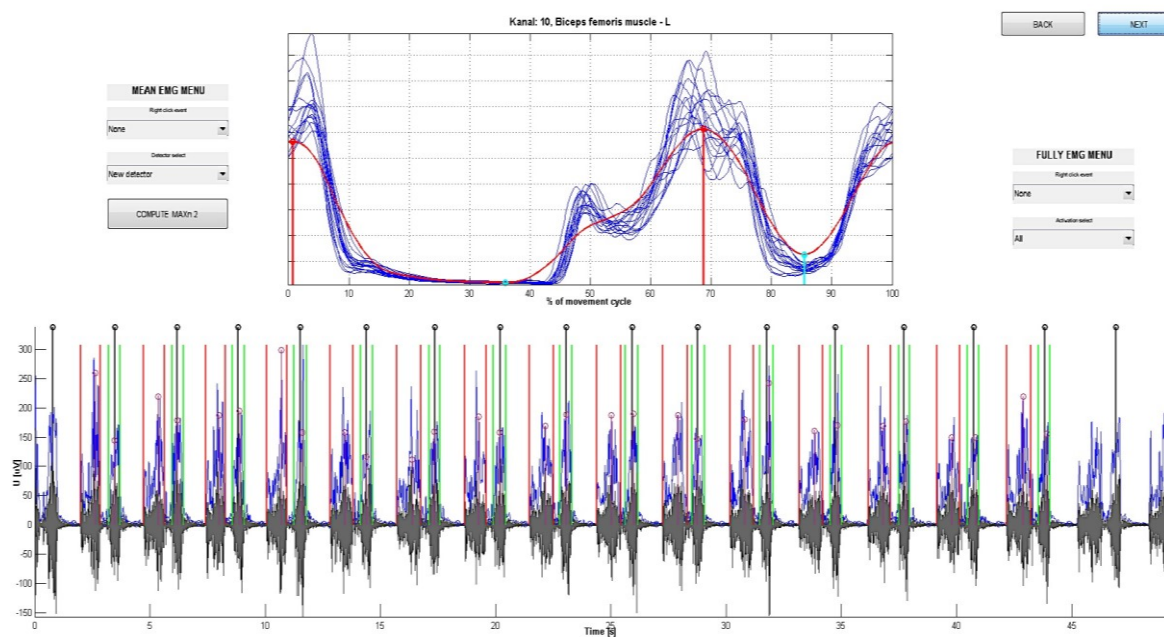 Kanal: 10, Biceps femoris muscle - L
BACK
NEXT
MEAN EMG MENU
Right click event
None
Detector select
New detector
COMPUTE MAXn 2
FULLY EMG MENU
Right click event
None
Activation select
All
0 10 20 30 40 50 60 70 80 90 100
% of movement cycle
300
250
200
150
100
50
0
-50
-100
-150
U [uV]
0 5 10 15 20 25 30 35 40 45
Time [s]